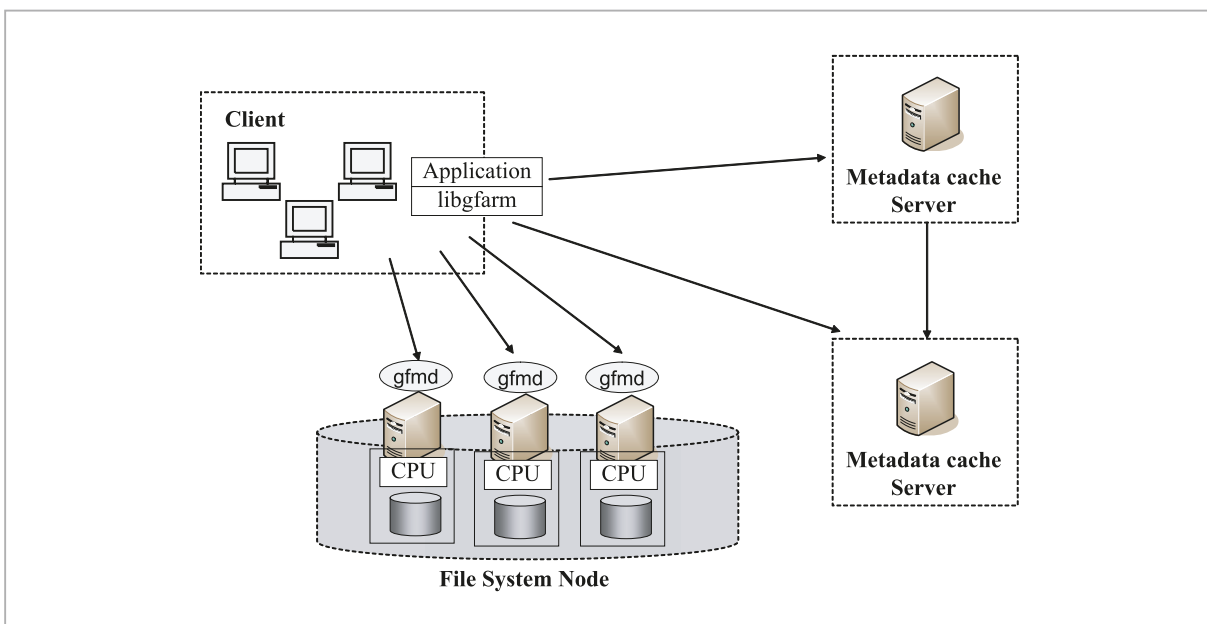 Client
Application
libgfarm
Metadata cache
Server
gfmd
gfmd
gfmd
Metadata cache
Server
CPU
CPU
CPU
File System Node